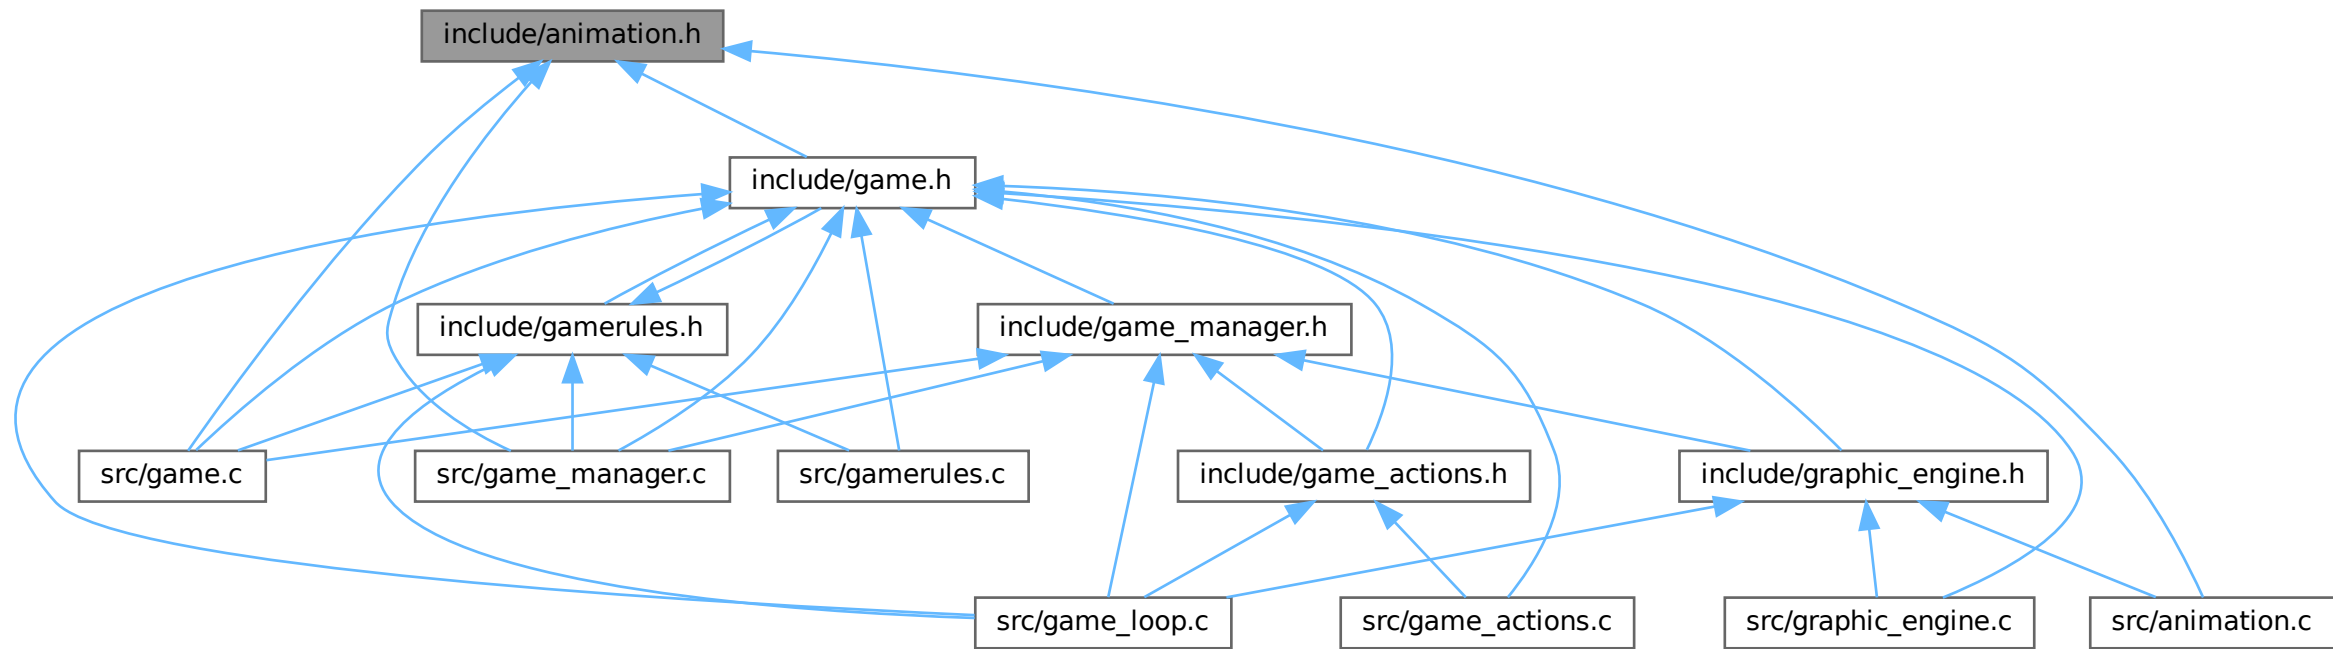 include/animation.h
include/game.h
include/gamerules.h
include/game_manager.h
src/game.c
src/game_manager.c
src/gamerules.c
include/game_actions.h
include/graphic_engine.h
src/game_loop.c
src/game_actions.c
src/graphic_engine.c
src/animation.c